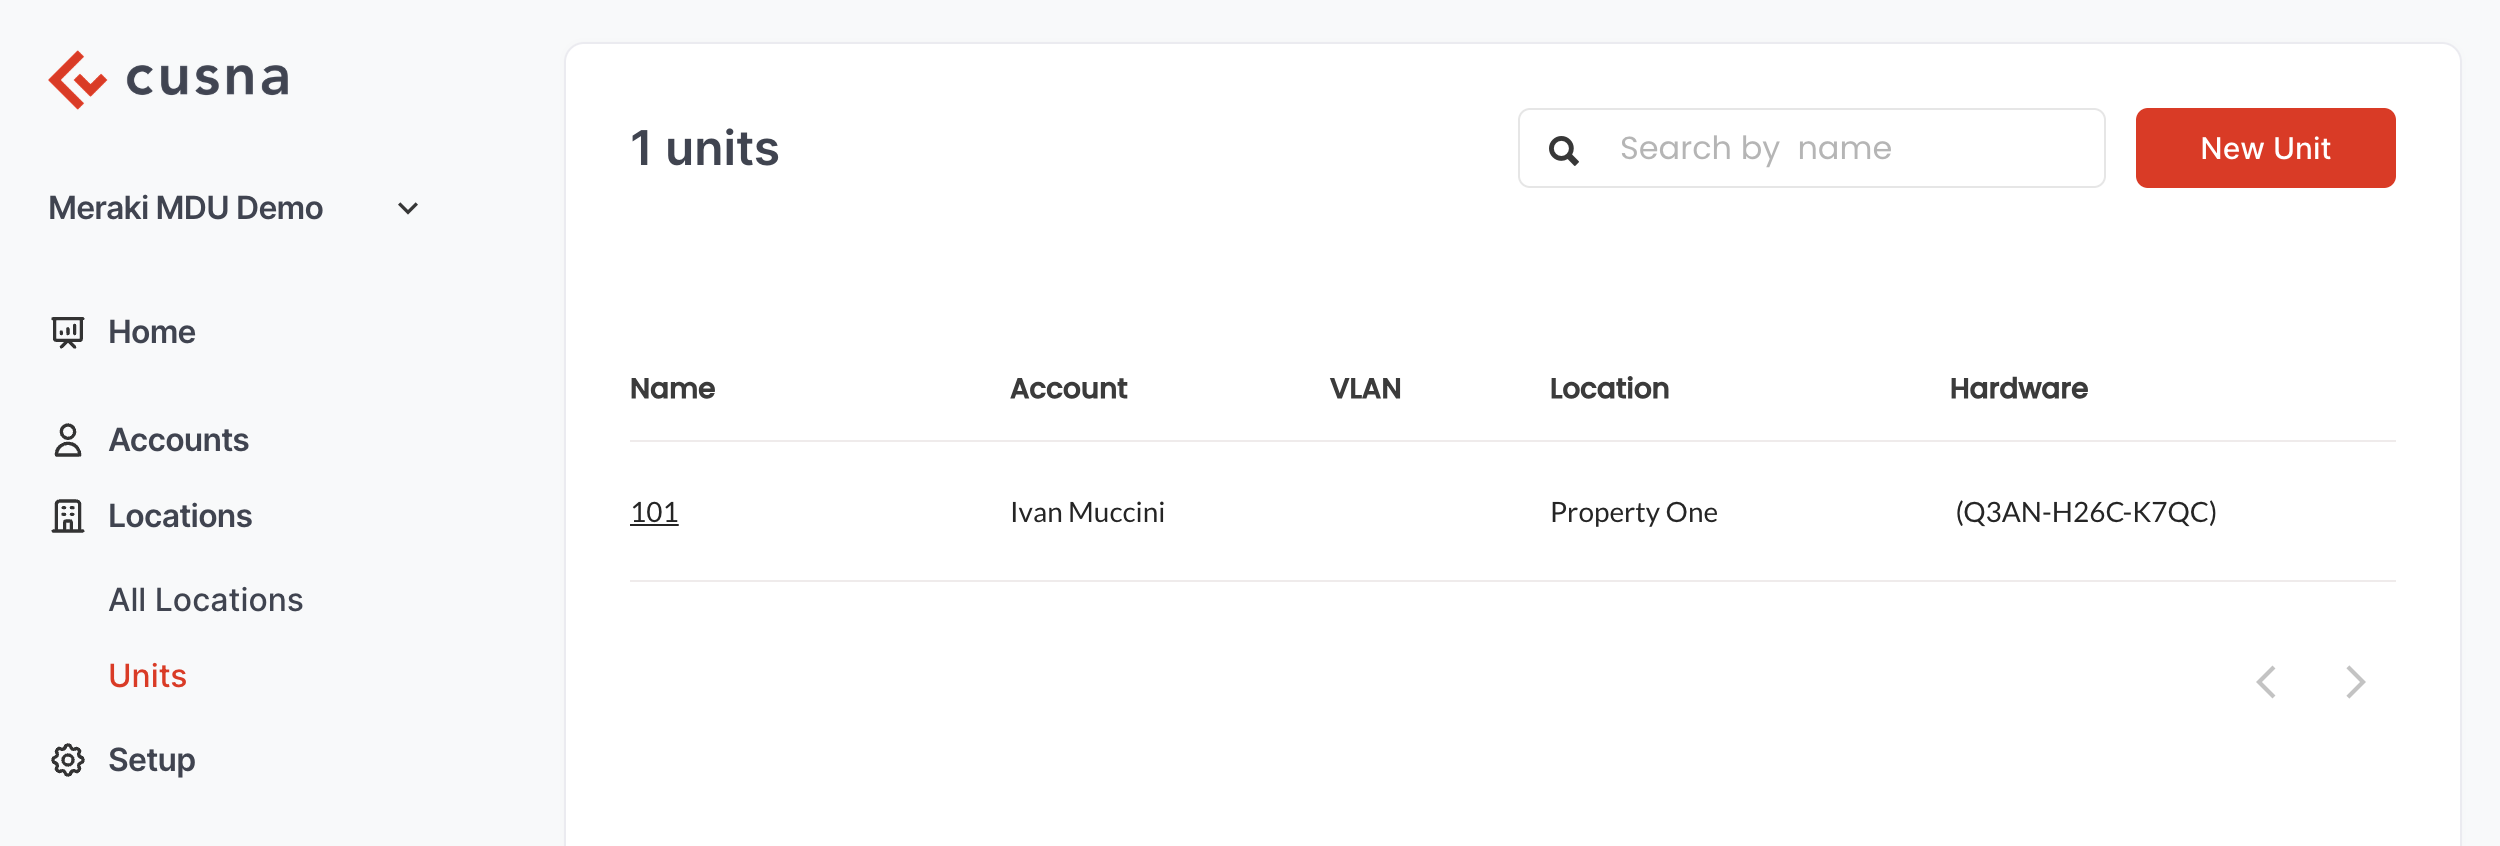 cusna
Meraki MDU Demo
Home
Accounts
Locations
All Locations
Units
Setup
1 units
Search by name
New Unit
Name Account VLAN Location Hardware
101 Ivan Muccini Property One (Q3AN-H26C-K7QC)